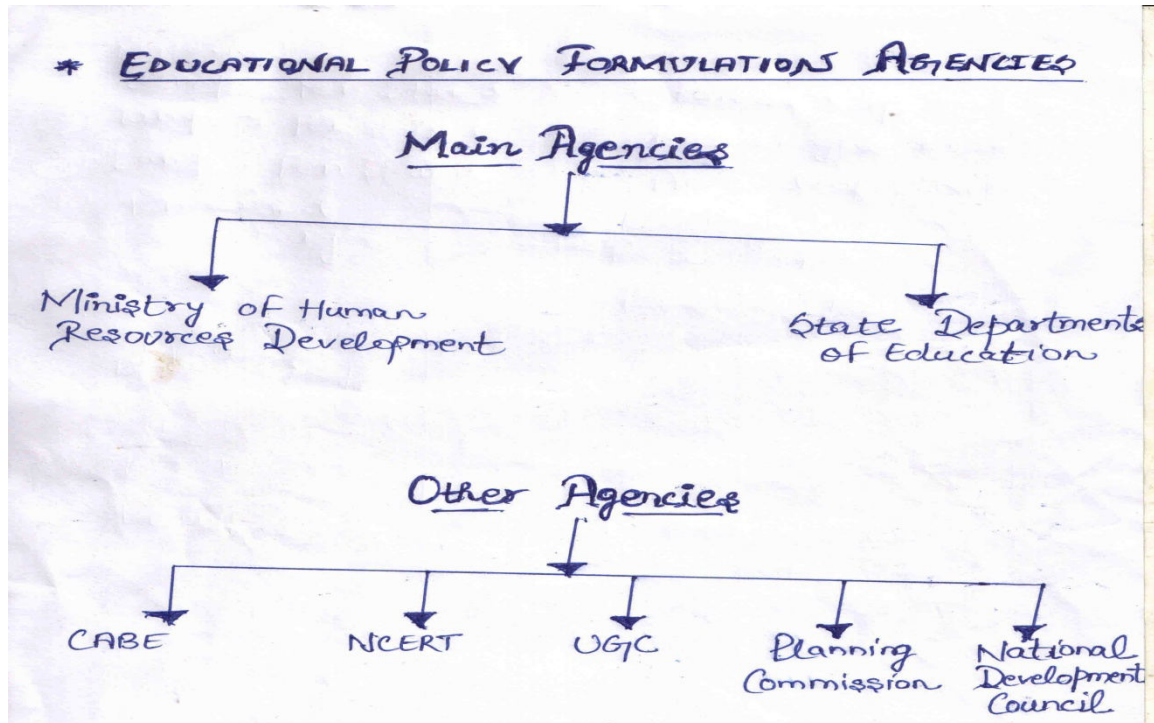 * EDUCATIONAL POLICY FORMULATIONS AGENCIES
Main Agencies
Ministry of Human
Resources Development
State Departments
of Education
Other Agencies
CABE
NCERT
UGC
Planning
Commission
National
Development
Council